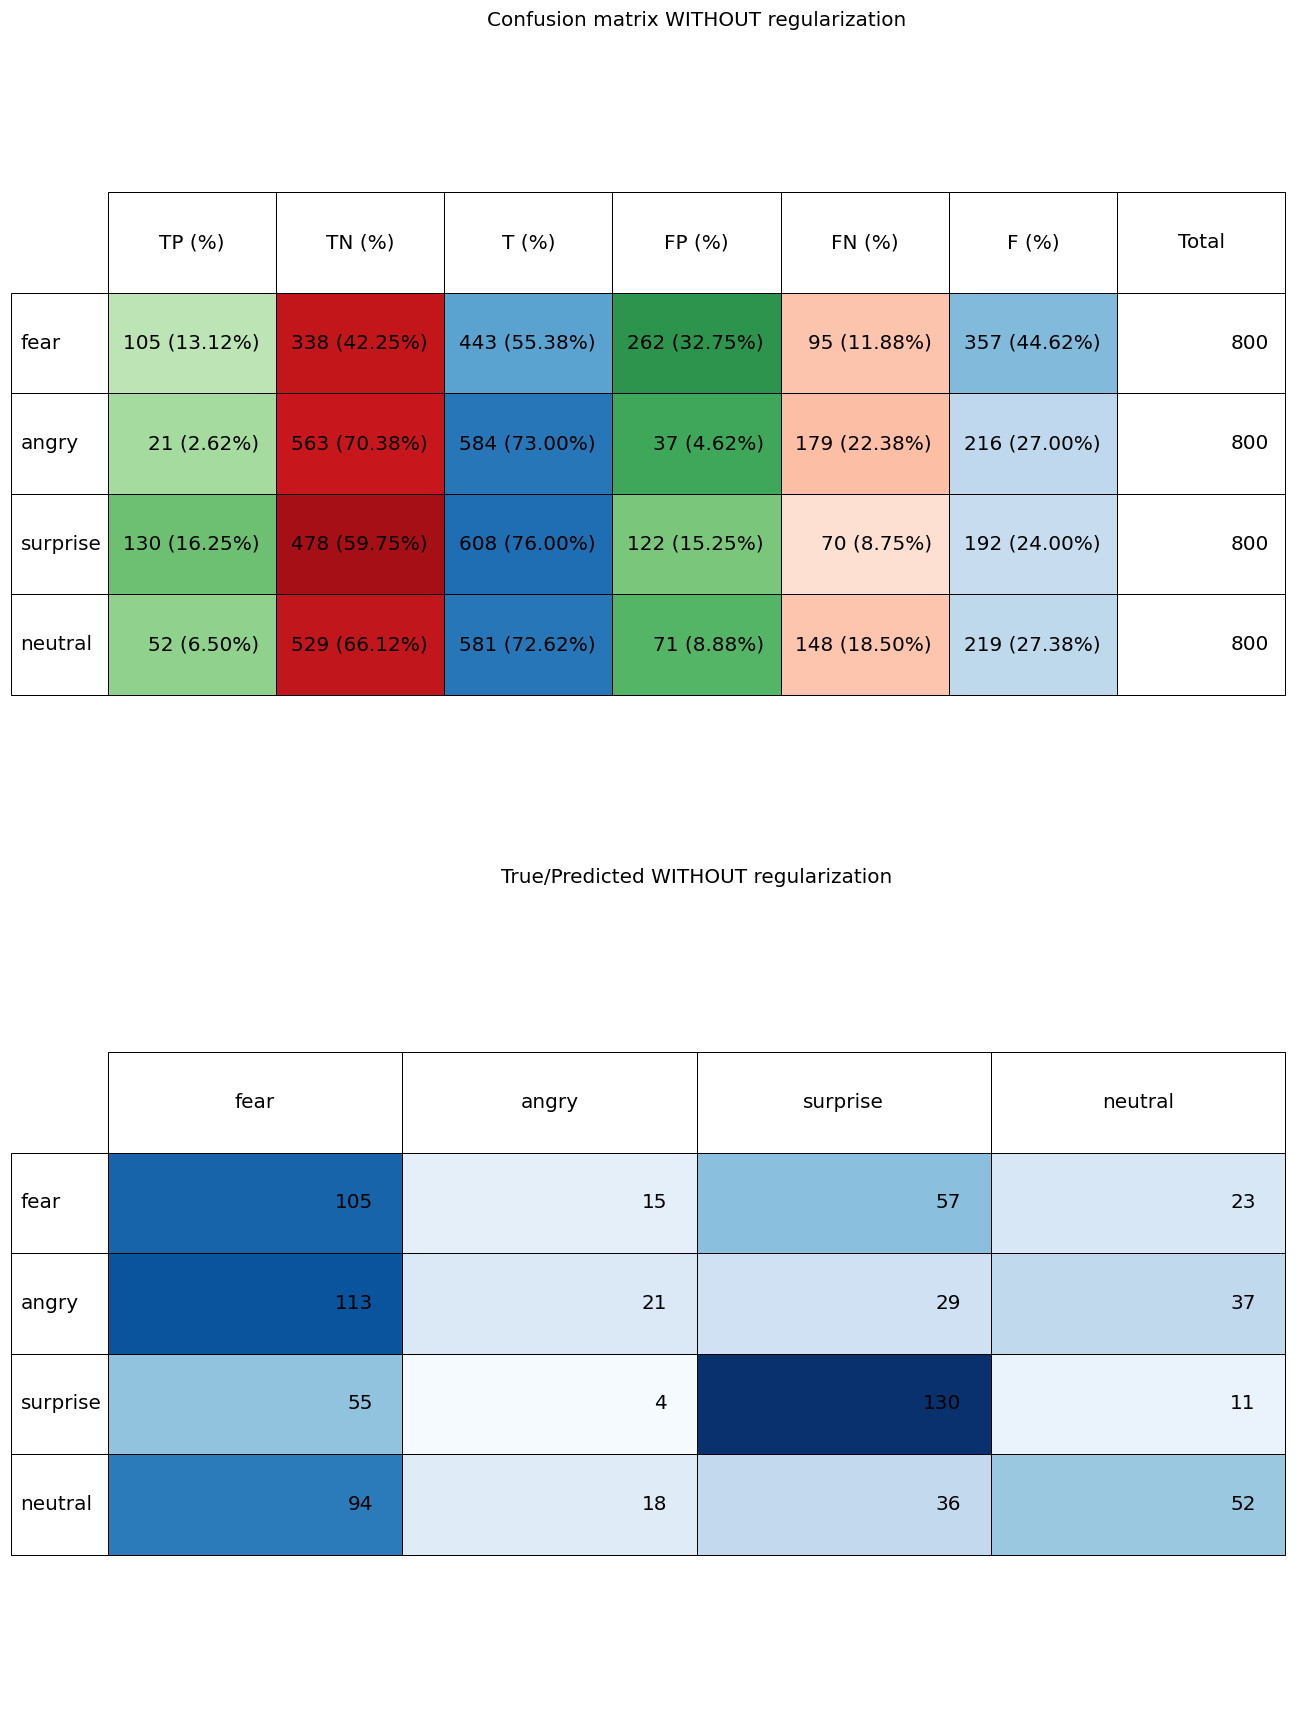 Confusion matrix WITHOUT regularization
TP (%) TN (%) T (%) FP (%) FN (%) F (%) Total
fear 105 (13.12%) 338 (42.25%) 443 (55.38%) 262 (32.75%) 95 (11.88%) 357 (44.62%) 800
angry 21 (2.62%) 563 (70.38%) 584 (73.00%) 37 (4.62%) 179 (22.38%) 216 (27.00%) 800
surprise 130 (16.25%) 478 (59.75%) 608 (76.00%) 122 (15.25%) 70 (8.75%) 192 (24.00%) 800
neutral 52 (6.50%) 529 (66.12%) 581 (72.62%) 71 (8.88%) 148 (18.50%) 219 (27.38%) 800
True/Predicted WITHOUT regularization
fear angry surprise neutral
fear 105 15 57 23
angry 113 21 29 37
surprise 55 4 130 11
neutral 94 18 36 52